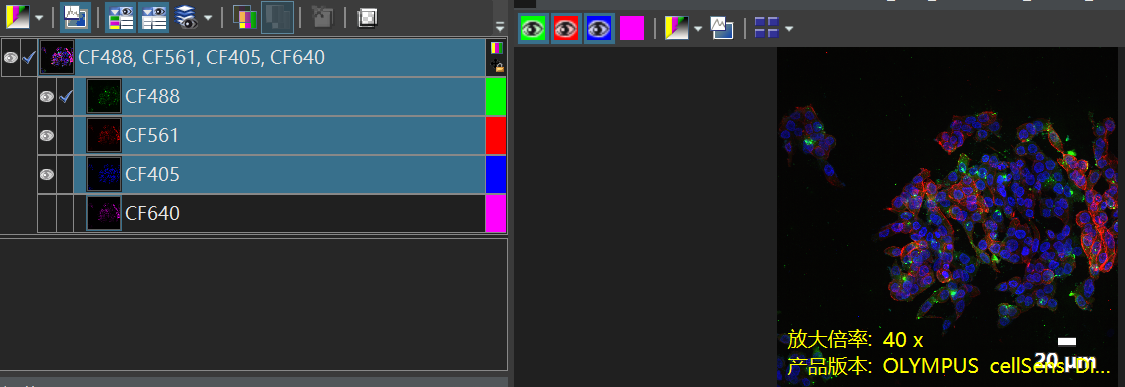 CF488, CF561, CF405, CF640
CF488
CF561
CF405
CF640
放大倍率: 40 x
20 µm
产品版本: OLYMPUS cellSens Di...